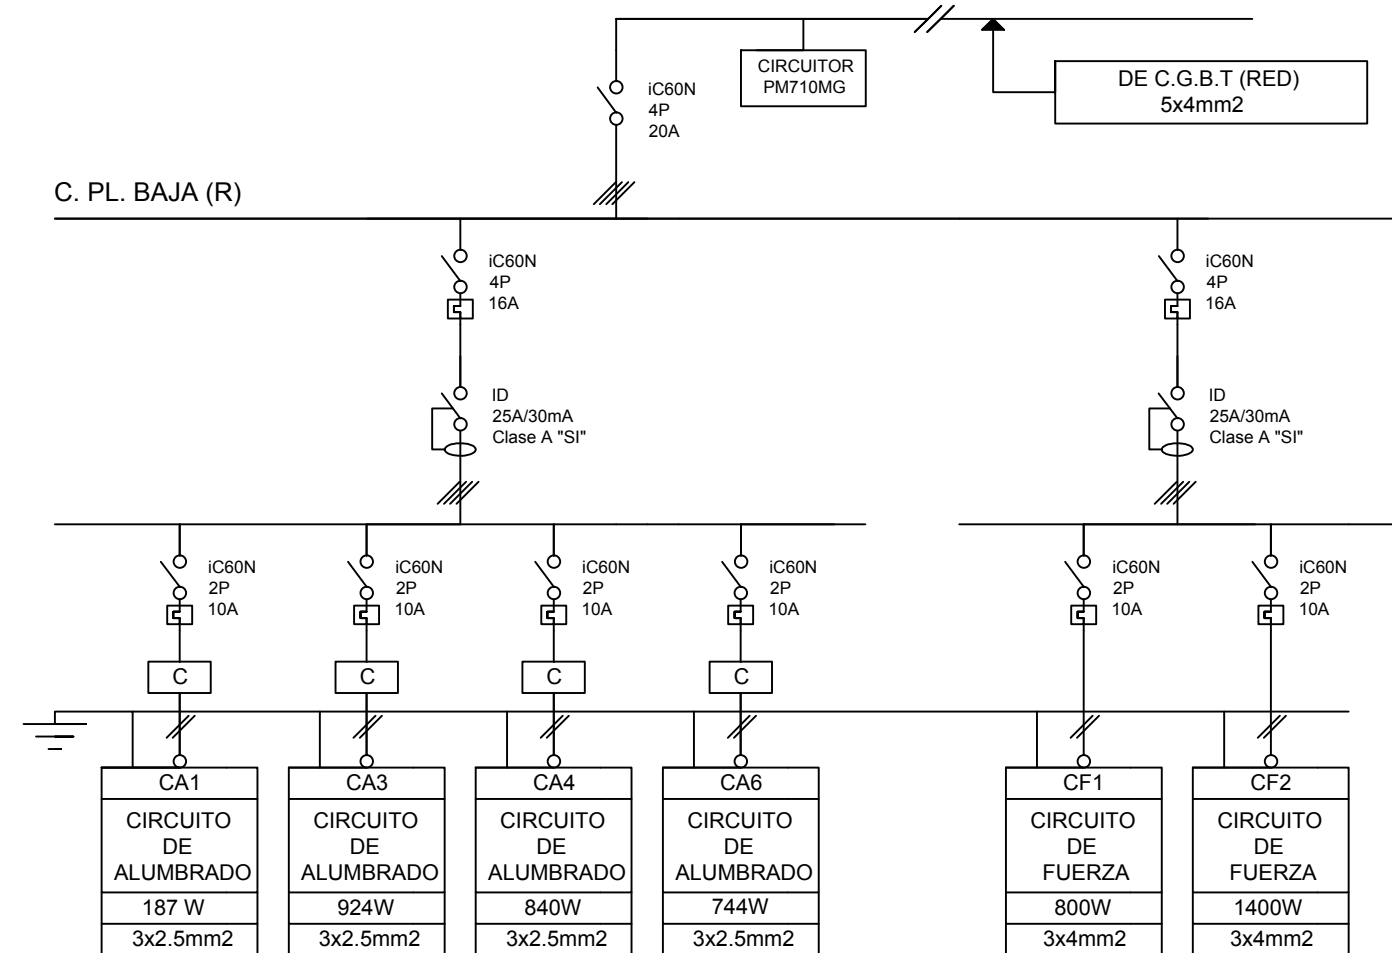 CIRCUITOR
PM710MG
DE C.G.B.T (RED)
5x4mm2
iC60N
4P
20A
C. PL. BAJA (R)
iC60N
4P
16A
iC60N
4P
16A
ID
25A/30mA
Clase A "SI"
ID
25A/30mA
Clase A "SI"
iC60N
2P
10A
iC60N
2P
10A
iC60N
2P
10A
iC60N
2P
10A
iC60N
2P
10A
iC60N
2P
10A
C
C
C
C
CA1
CIRCUITO
DE
ALUMBRADO
187 W
3x2.5mm2
CA3
CIRCUITO
DE
ALUMBRADO
924W
3x2.5mm2
CA4
CIRCUITO
DE
ALUMBRADO
840W
3x2.5mm2
CA6
CIRCUITO
DE
ALUMBRADO
744W
3x2.5mm2
CF1
CIRCUITO
DE
FUERZA
800W
3x4mm2
CF2
CIRCUITO
DE
FUERZA
1400W
3x4mm2